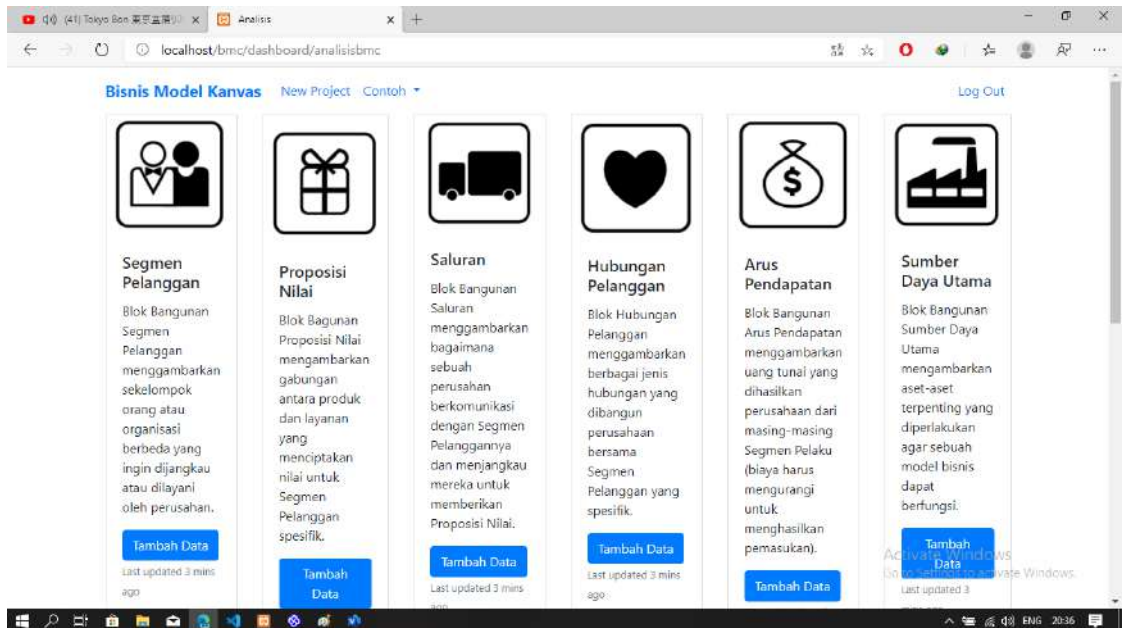 (41) Tokyo Bon 東京盆踊り
Analisis
localhost/bmc/dashboard/analisisbmc
Bisnis Model Kanvas New Project Contoh Log Out
Segmen
Pelanggan
Blok Bangunan
Segmen
Pelanggan
menggambarkan
sekelompok
orang atau
organisasi
berbeda yang
ingin dijangkau
atau dilayani
oleh perusahan.
Tambah Data
Last updated 3 mins
ago
Proposisi
Nilai
Blok Bagunan
Proposisi Nilai
mengambarkan
gabungan
antara produk
dan layanan
yang
menciptakan
nilai untuk
Segmen
Pelanggan
spesifik.
Tambah
Data
Saluran
Blok Bangunan
Saluran
menggambarkan
bagaimana
sebuah
perusahan
berkomunikasi
dengan Segmen
Pelanggannya
dan menjangkau
mereka untuk
memberikan
Proposisi Nilai.
Tambah Data
Last updated 3 mins
ago
Hubungan
Pelanggan
Blok Hubungan
Pelanggan
menggambarkan
berbagai jenis
hubungan yang
dibangun
perusahaan
bersama
Segmen
Pelanggan yang
spesifik.
Tambah Data
Last updated 3 mins
ago
Arus
Pendapatan
Blok Bangunan
Arus Pendapatan
menggambarkan
uang tunai yang
dihasilkan
perusahaan dari
masing-masing
Segmen Pelaku
(biaya harus
mengurangi
untuk
menghasilkan
pemasukan).
Tambah Data
Sumber
Daya Utama
Blok Bangunan
Sumber Daya
Utama
mengambarkan
aset-aset
terpenting yang
diperlakukan
agar sebuah
model bisnis
dapat
berfungsi.
Tambah
Data
Last updated 3
Activate Windows
Go to Settings to activate Windows.
ENG 20:36